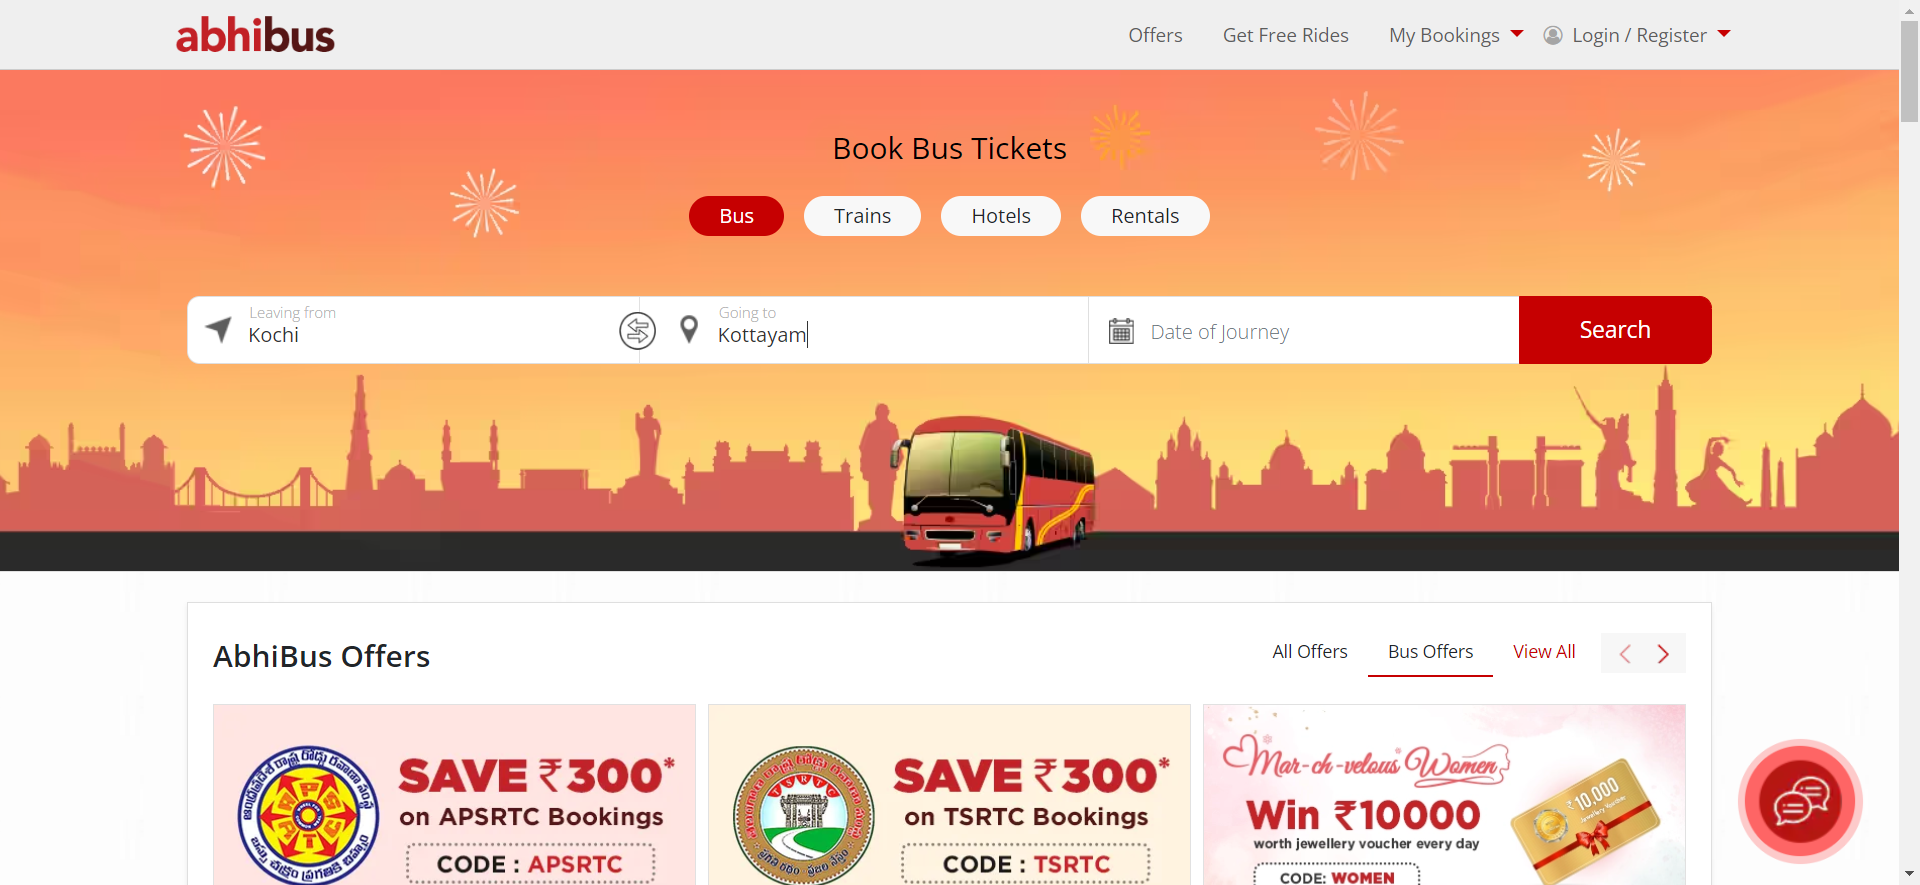 abhibus
Offers
Get Free Rides
My Bookings
Login / Register
Book Bus Tickets
Bus
Trains
Hotels
Rentals
Leaving from
Kochi
Going to
Kottayam
Date of Journey
Search
AbhiBus Offers
All Offers
Bus Offers
View All
SAVE ₹300*
on APSRTC Bookings
CODE : APSRTC
SAVE ₹300*
on TSRTC Bookings
CODE : TSRTC
TSRTC
Mar-ch-velous Women
Win ₹10000
worth jewellery voucher every day
CODE: WOMEN
₹10,000
Jewellery Voucher